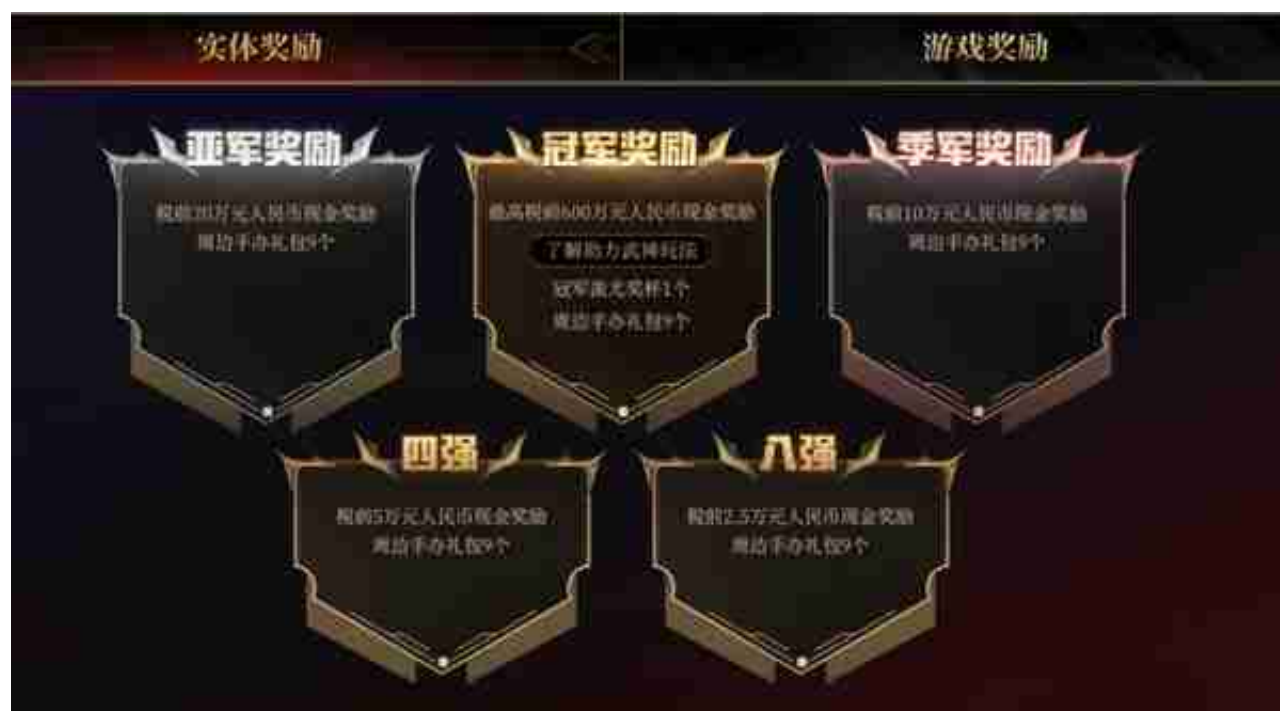 实体奖励
游戏奖励
亚军奖励
税前20万元人民币现金奖励
周边手办礼包9个
冠军奖励
最高税前600万元人民币现金奖励
了解助力武神玩法
冠军蚩尤奖杯1个
周边手办礼包9个
季军奖励
税前10万元人民币现金奖励
周边手办礼包9个
四强
税前5万元人民币现金奖励
周边手办礼包9个
八强
税前2.5万元人民币现金奖励
周边手办礼包9个